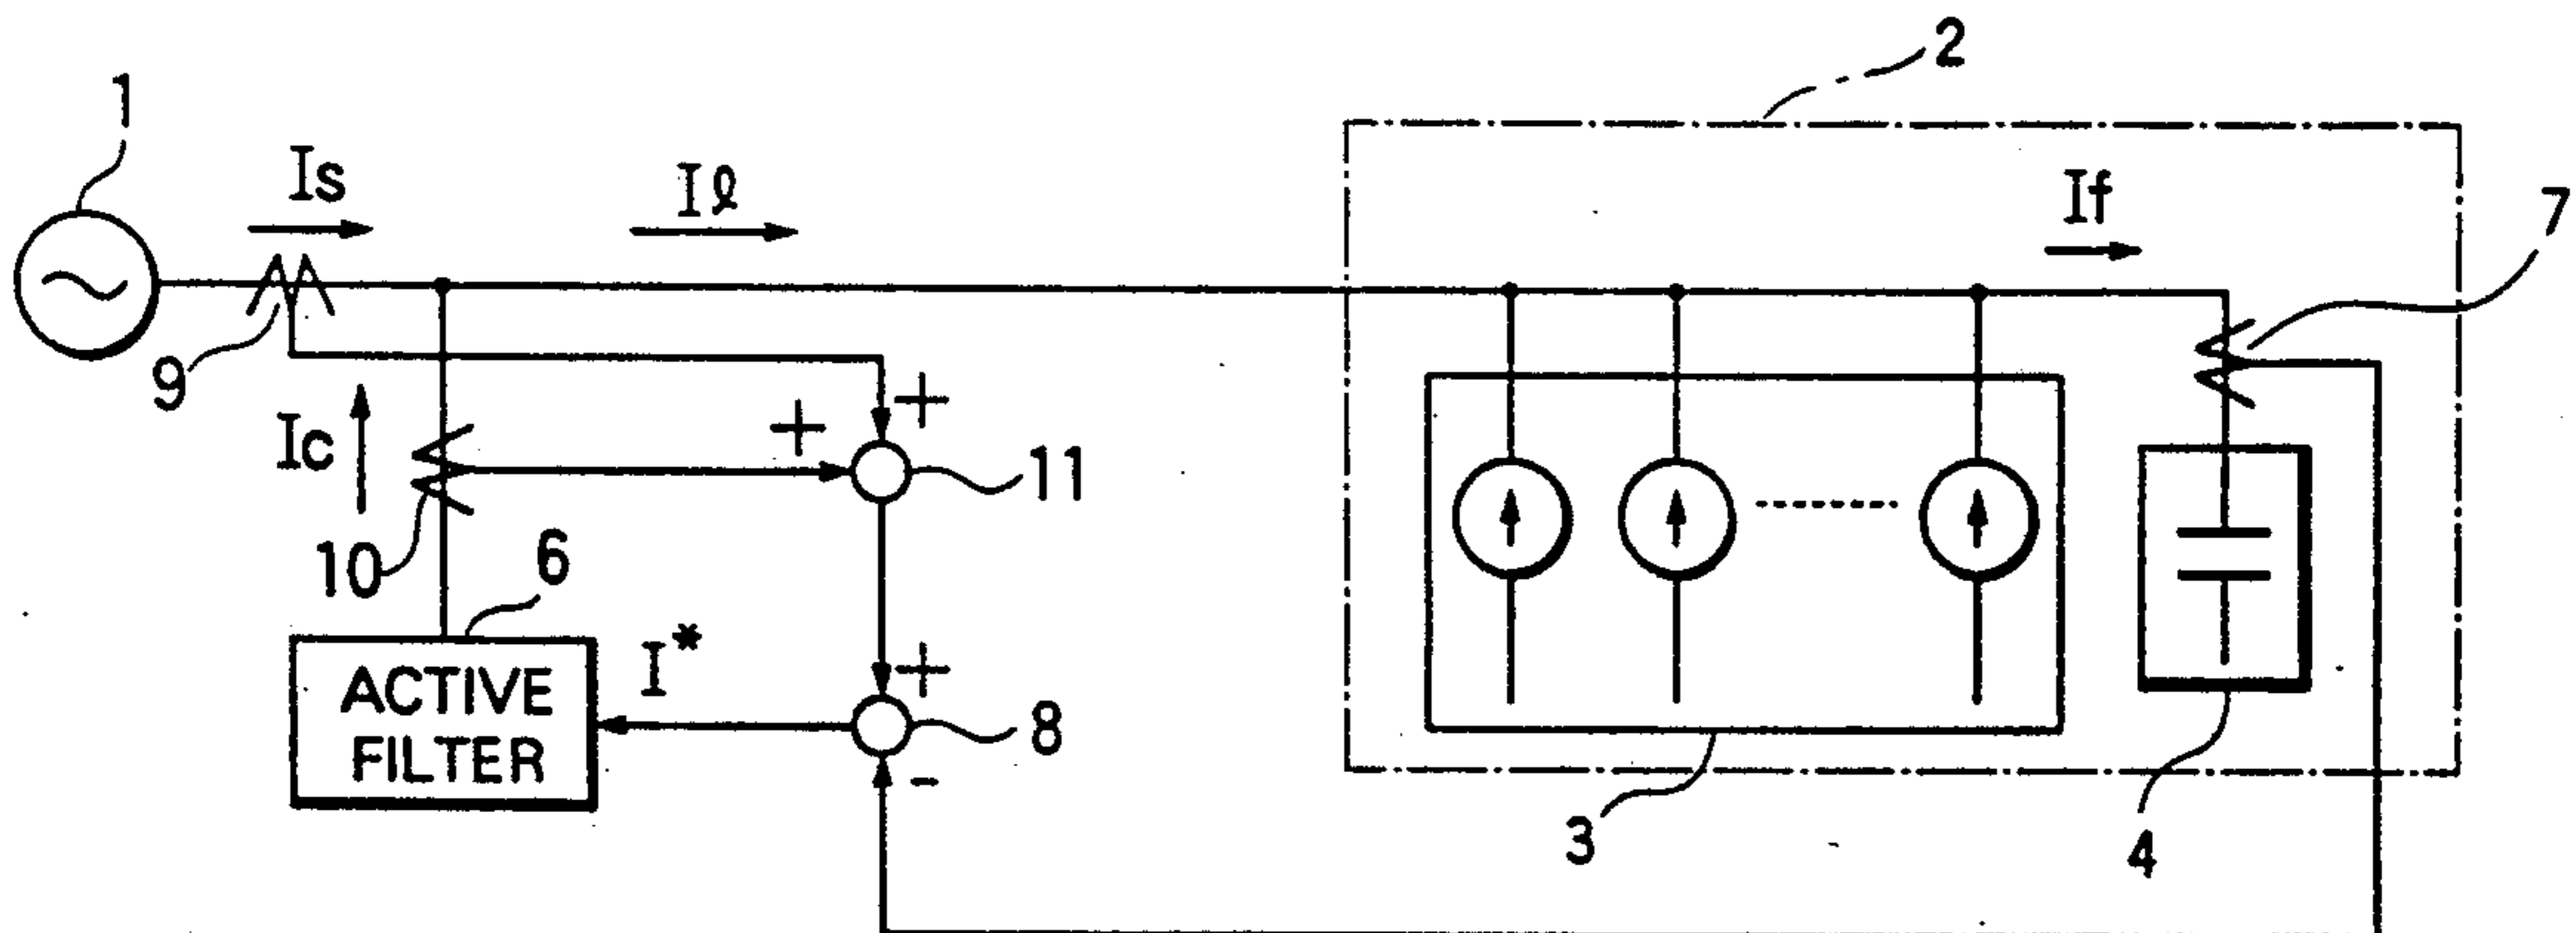 2
1
Is
Iℓ
If
7
9
+
+
Ic
11
10
6
I*
+
ACTIVE
FILTER
8
-
3
4